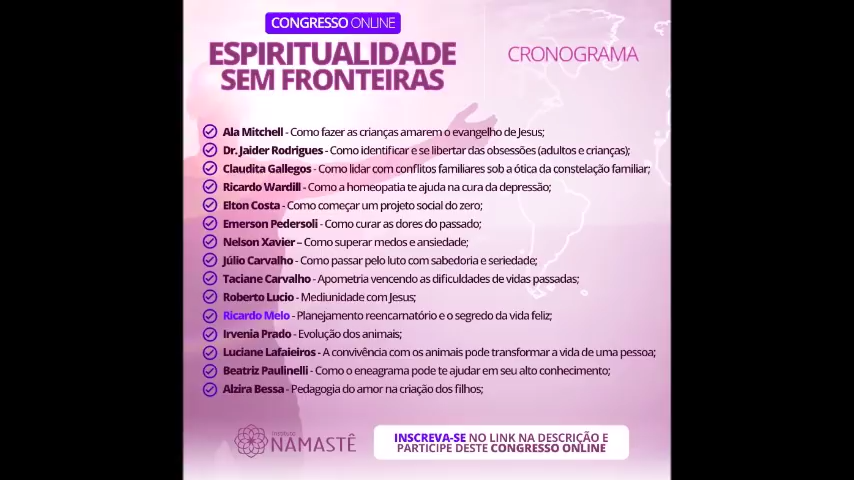 CONGRESSO ONLINE
ESPIRITUALIDADE
SEM FRONTEIRAS
CRONOGRAMA
Ala Mitchell - Como fazer as crianças amarem o evangelho de Jesus;
Dr. Jaider Rodrigues - Como identificar e se libertar das obsessões (adultos e crianças);
Claudita Gallegos - Como lidar com conflitos familiares sob a ótica da constelação familiar;
Ricardo Wardill - Como a homeopatia te ajuda na cura da depressão;
Elton Costa - Como começar um projeto social do zero;
Emerson Pedersoli - Como curar as dores do passado;
Nelson Xavier – Como superar medos e ansiedade;
Júlio Carvalho - Como passar pelo luto com sabedoria e seriedade;
Taciane Carvalho - Apometria vencendo as dificuldades de vidas passadas;
Roberto Lucio - Mediunidade com Jesus;
Ricardo Melo - Planejamento reencarnatório e o segredo da vida feliz;
Irvenia Prado - Evolução dos animais;
Luciane Lafaieiros - A convivência com os animais pode transformar a vida de uma pessoa;
Beatriz Paulinelli - Como o eneagrama pode te ajudar em seu alto conhecimento;
Alzira Bessa - Pedagogia do amor na criação dos filhos;
Instituto
NAMASTÊ
INSCREVA-SE NO LINK NA DESCRIÇÃO E
PARTICIPE DESTE CONGRESSO ONLINE